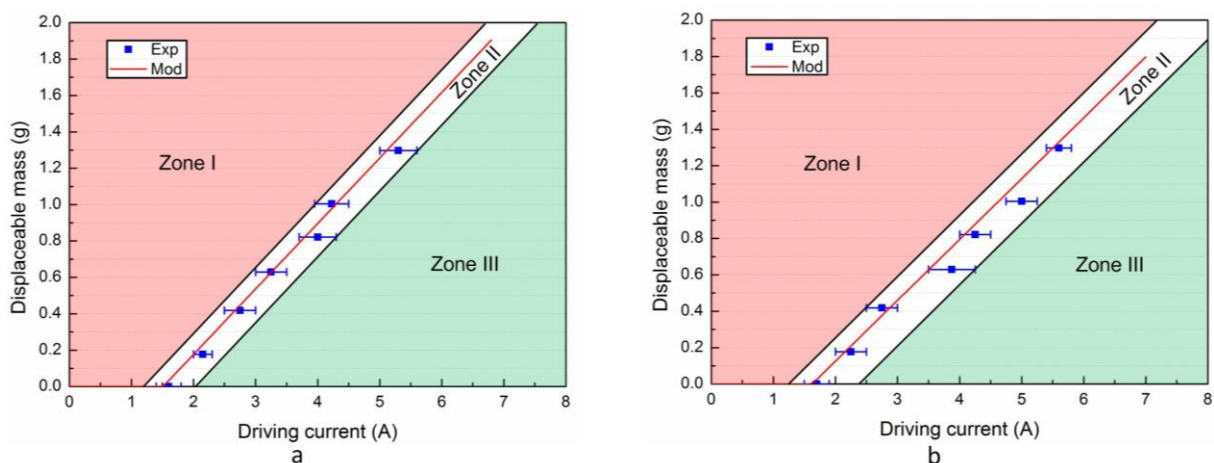 Displaceable mass (g)
2.0
1.8
1.6
1.4
1.2
1.0
0.8
0.6
0.4
0.2
0.0
Exp
Mod
Zone I
Zone II
Zone III
0 1 2 3 4 5 6 7 8
Driving current (A)
a
Displaceable mass (g)
2.0
1.8
1.6
1.4
1.2
1.0
0.8
0.6
0.4
0.2
0.0
Exp
Mod
Zone I
Zone II
Zone III
0 1 2 3 4 5 6 7 8
Driving current (A)
b